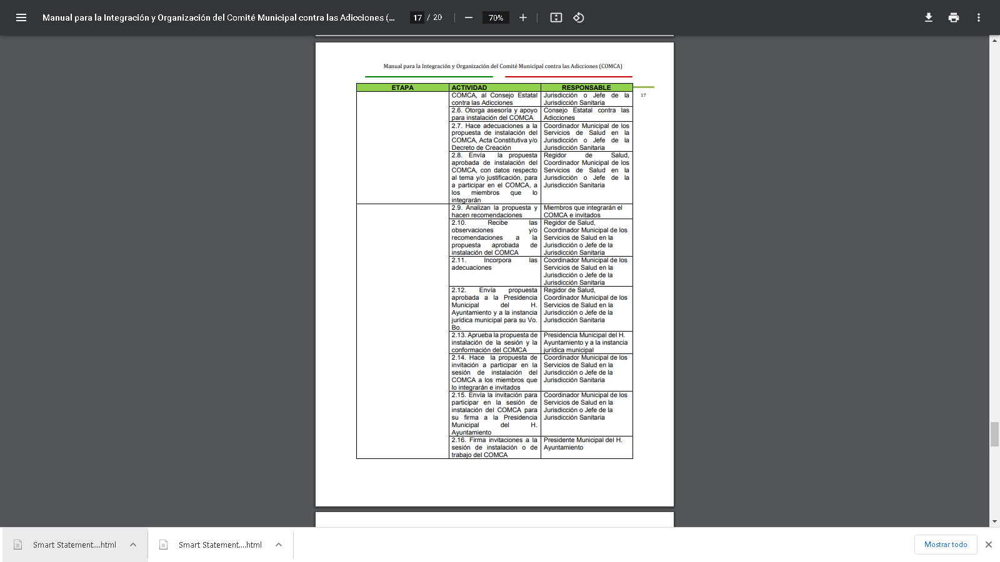 Manual para la Integración y Organización del Comité Municipal contra las Adicciones (...
17 / 20
70%
Manual para la Integración y Organización del Comité Municipal contra las Adicciones (COMCA)
17
ETAPA
ACTIVIDAD
RESPONSABLE
COMCA, al Consejo Estatal
contra las Adicciones
Jurisdicción o Jefe de la
Jurisdicción Sanitaria
2.6. Otorga asesoría y apoyo
para instalación del COMCA
Consejo Estatal contra las
Adicciones
2.7. Hace adecuaciones a la
propuesta de instalación del
COMCA, Acta Constitutiva y/o
Decreto de Creación
Coordinador Municipal de los
Servicios de Salud en la
Jurisdicción o Jefe de la
Jurisdicción Sanitaria
2.8. Envía la propuesta
aprobada de instalación del
COMCA, con datos respecto
al tema y/o justificación, para
a participar en el COMCA, a
los miembros que lo
integrarán
Regidor de Salud,
Coordinador Municipal de los
Servicios de Salud en la
Jurisdicción o Jefe de la
Jurisdicción Sanitaria
2.9. Analizan la propuesta y
hacen recomendaciones
Miembros que integrarán el
COMCA e invitados
2.10. Recibe las
observaciones y/o
recomendaciones a la
propuesta aprobada de
instalación del COMCA
Regidor de Salud,
Coordinador Municipal de los
Servicios de Salud en la
Jurisdicción o Jefe de la
Jurisdicción Sanitaria
2.11. Incorpora las
adecuaciones
Coordinador Municipal de los
Servicios de Salud en la
Jurisdicción o Jefe de la
Jurisdicción Sanitaria
2.12. Envía propuesta
aprobada a la Presidencia
Municipal del H.
Ayuntamiento y a la instancia
jurídica municipal para su Vo.
Bo.
Regidor de Salud,
Coordinador Municipal de los
Servicios de Salud en la
Jurisdicción o Jefe de la
Jurisdicción Sanitaria
2.13. Aprueba la propuesta de
instalación de la sesión y la
conformación del COMCA
Presidencia Municipal del H.
Ayuntamiento y a la instancia
jurídica municipal
2.14. Hace la propuesta de
invitación a participar en la
sesión de instalación del
COMCA a los miembros que
lo integrarán e invitados
Coordinador Municipal de los
Servicios de Salud en la
Jurisdicción o Jefe de la
Jurisdicción Sanitaria
2.15. Envía la invitación para
participar en la sesión de
instalación del COMCA para
su firma a la Presidencia
Municipal del H.
Ayuntamiento
Coordinador Municipal de los
Servicios de Salud en la
Jurisdicción o Jefe de la
Jurisdicción Sanitaria
2.16. Firma invitaciones a la
sesión de instalación o de
trabajo del COMCA
Presidente Municipal del H.
Ayuntamiento
Smart Statement....html
Smart Statement....html
Mostrar todo